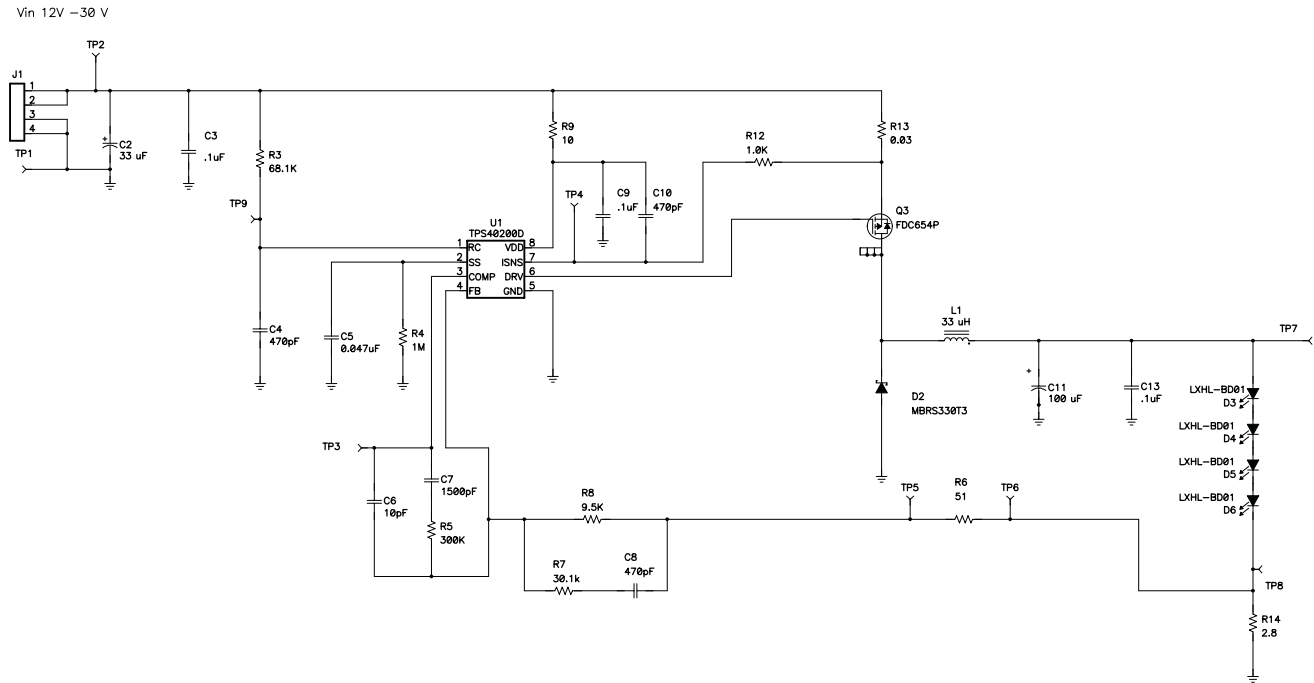 Vin 12V –30 V
TP2
J1
1
2
3
4
TP1
C2
33 uF
C3
.1uF
R3
68.1K
R9
10
R12
1.0K
R13
0.03
TP9
TP4
C9
.1uF
C10
470pF
Q3
FDC654P
U1
TPS40200D
1 RC VDD 8
2 SS ISNS 7
3 COMP DRV 6
4 FB GND 5
C4
470pF
C5
0.047uF
R4
1M
L1
33 uH
TP7
D2
MBRS330T3
C11
100 uF
C13
.1uF
LXHL-BD01
D3
LXHL-BD01
D4
LXHL-BD01
D5
LXHL-BD01
D6
TP3
C6
10pF
C7
1500pF
R5
300K
R8
9.5K
R7
30.1k
C8
470pF
TP5
R6
51
TP6
TP8
R14
2.8